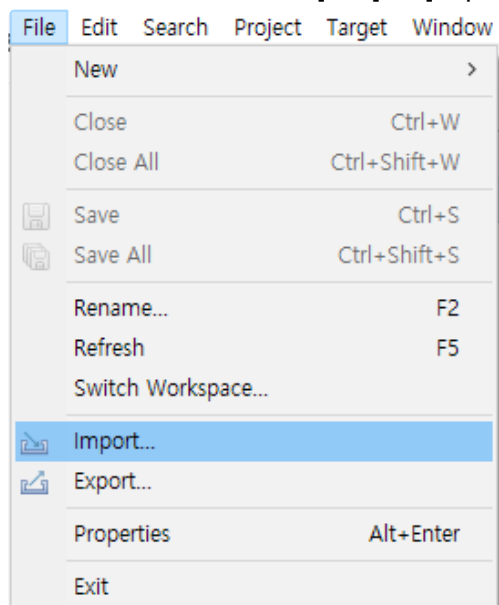 File Edit Search Project Target Window
New >
Close Ctrl+W
Close All Ctrl+Shift+W
Save Ctrl+S
Save All Ctrl+Shift+S
Rename... F2
Refresh F5
Switch Workspace...
Import...
Export...
Properties Alt+Enter
Exit